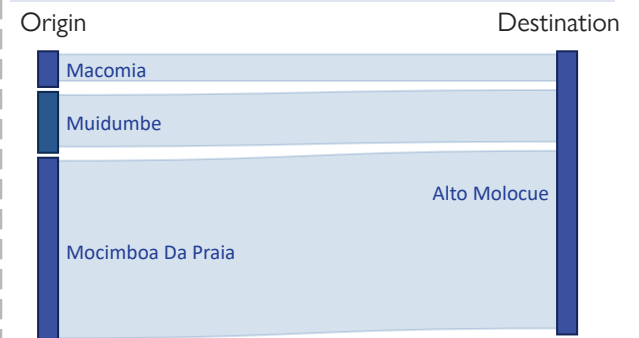 Origin
Destination
Macomia
Muidumbe
Alto Molocue
Mocimboa Da Praia